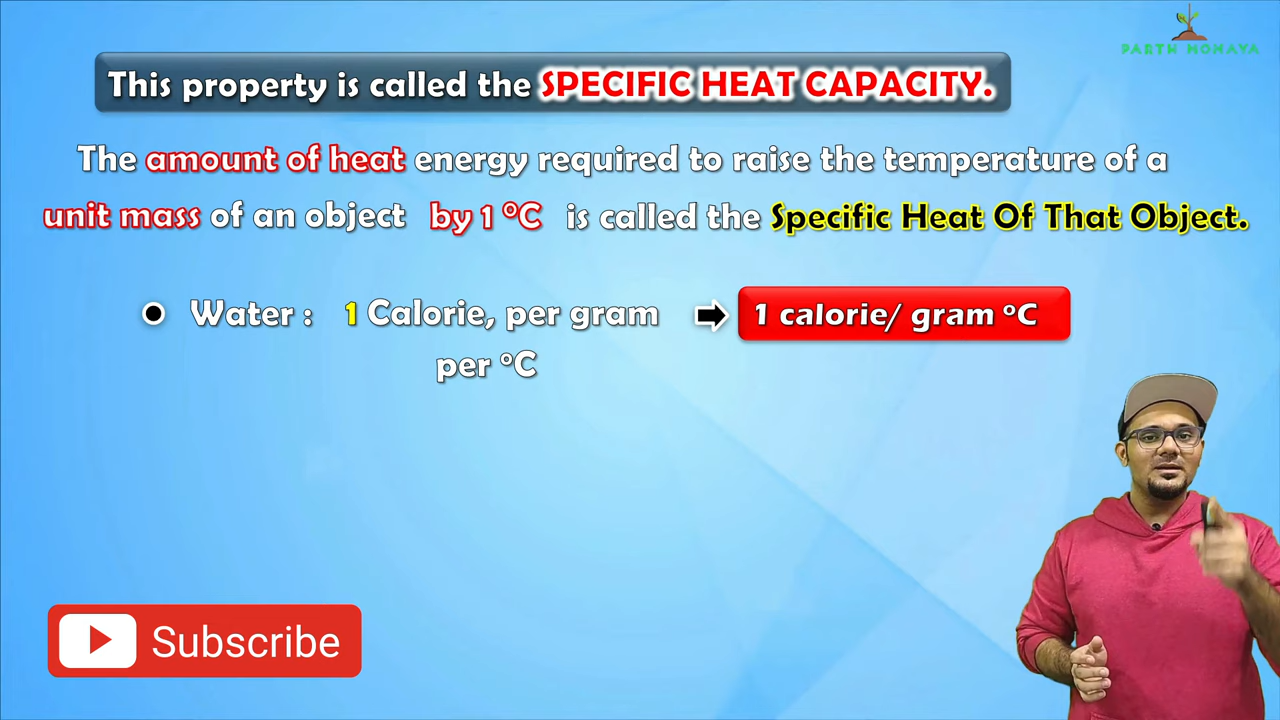 PARTH MOMAYA
This property is called the SPECIFIC HEAT CAPACITY.
The amount of heat energy required to raise the temperature of a
unit mass of an object by 1 °C is called the Specific Heat Of That Object.
Water : 1 Calorie, per gram ➡ 1 calorie/ gram °C
per °C
Subscribe